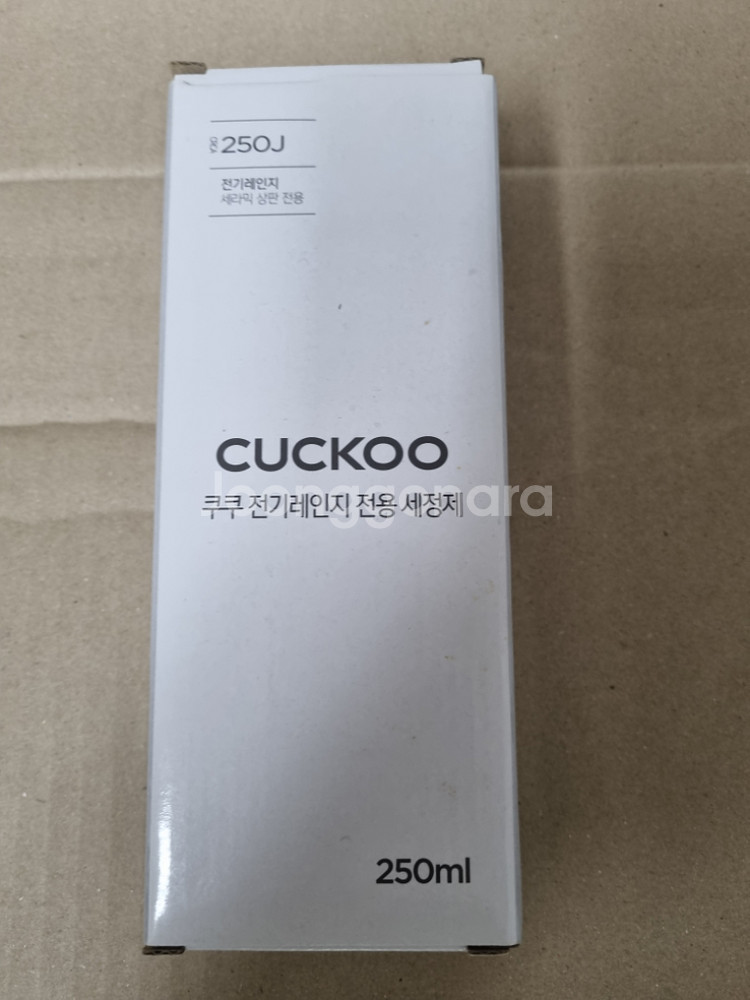 250J
전기레인지
세라믹 상판 전용
CUCKOO
쿠쿠 전기레인지 전용 세정제
joonggonara
250ml